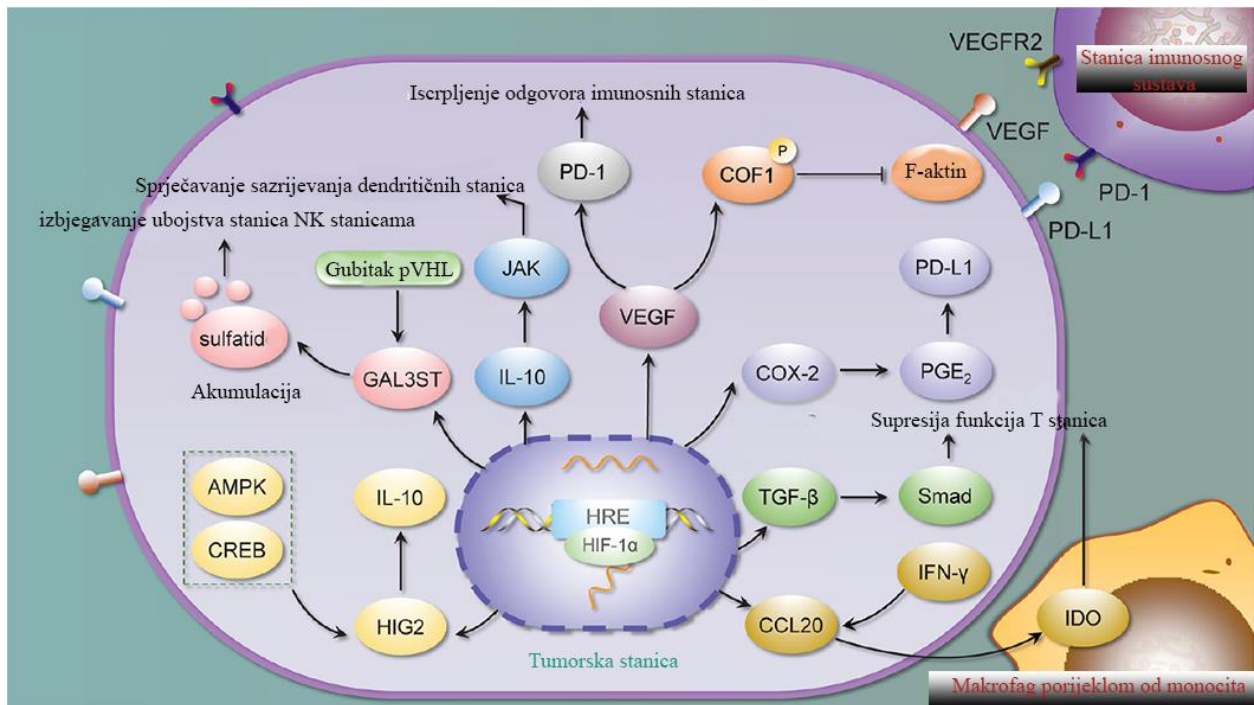 VEGFR2
Stanica imunosnog
sustava
Iscrpljenje odgovora imunosnih stanica
VEGF
P
PD-1
COF1
F-aktin
PD-1
Sprječavanje sazrijevanja dendritičnih stanica
izbjegavanje ubojstva stanica NK stanicama
PD-L1
Gubitak pVHL
JAK
PD-L1
VEGF
sulfatid
GAL3ST
IL-10
COX-2
PGE₂
Akumulacija
Supresija funkcija T stanica
AMPK
IL-10
TGF-β
Smad
HRE
CREB
HIF-1α
IFN-γ
HIG2
CCL20
IDO
Tumorska stanica
Makrofag porijeklom od monocita